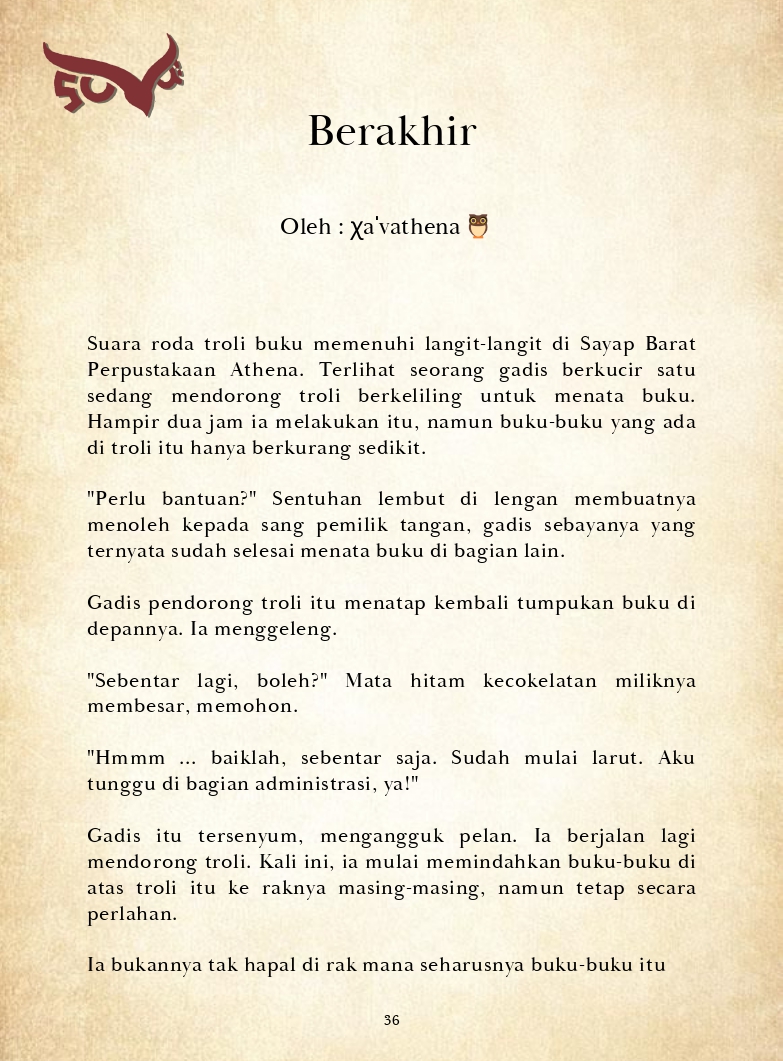 Berakhir
Oleh : χa'vathena 🦉
Suara roda troli buku memenuhi langit-langit di Sayap Barat
Perpustakaan Athena. Terlihat seorang gadis berkucir satu
sedang mendorong troli berkeliling untuk menata buku.
Hampir dua jam ia melakukan itu, namun buku-buku yang ada
di troli itu hanya berkurang sedikit.
"Perlu bantuan?" Sentuhan lembut di lengan membuatnya
menoleh kepada sang pemilik tangan, gadis sebayanya yang
ternyata sudah selesai menata buku di bagian lain.
Gadis pendorong troli itu menatap kembali tumpukan buku di
depannya. Ia menggeleng.
"Sebentar lagi, boleh?" Mata hitam kecokelatan miliknya
membesar, memohon.
"Hmmm ... baiklah, sebentar saja. Sudah mulai larut. Aku
tunggu di bagian administrasi, ya!"
Gadis itu tersenyum, mengangguk pelan. Ia berjalan lagi
mendorong troli. Kali ini, ia mulai memindahkan buku-buku di
atas troli itu ke raknya masing-masing, namun tetap secara
perlahan.
Ia bukannya tak hapal di rak mana seharusnya buku-buku itu
36